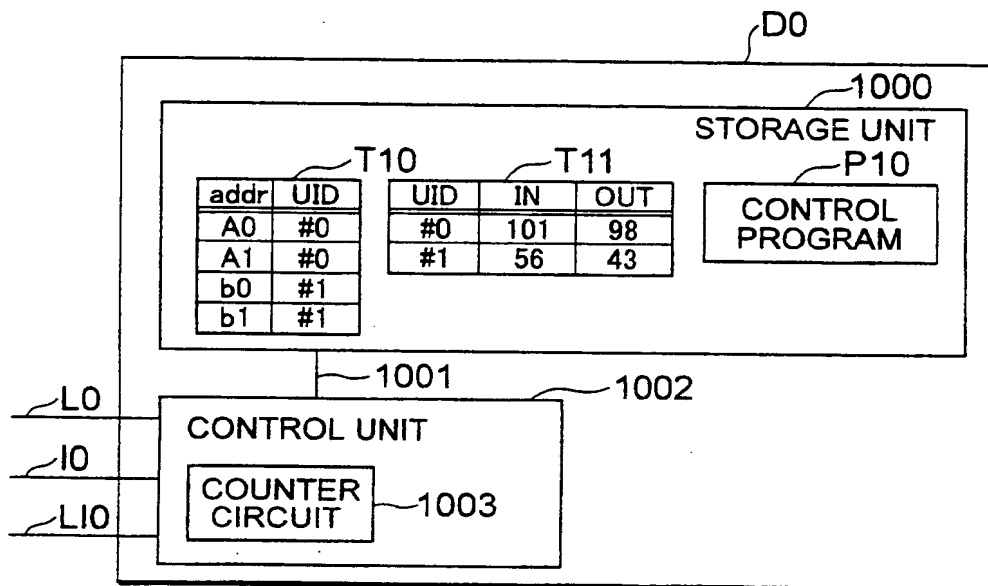 D0
1000
STORAGE UNIT
T10
T11
P10
addr UID
A0 #0
A1 #0
b0 #1
b1 #1
UID IN OUT
#0 101 98
#1 56 43
CONTROL
PROGRAM
1001
1002
L0
I0
LI0
CONTROL UNIT
COUNTER
CIRCUIT
1003